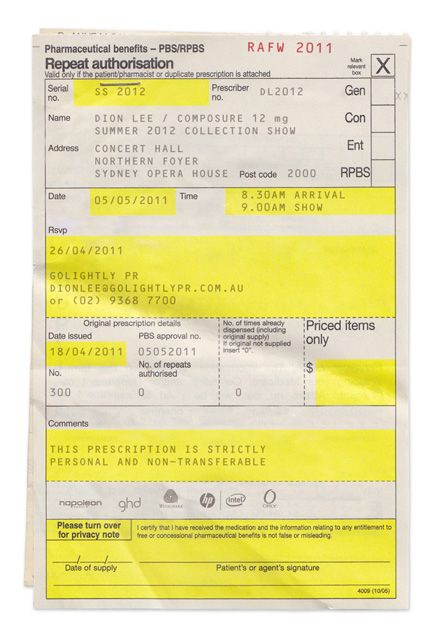 Pharmaceutical benefits – PBS/RPBS
RAFW 2011
Repeat authorisation
Mark relevant box
X
Valid only if the patient/pharmacist or duplicate prescription is attached
Serial no. SS 2012
Prescriber no. DL2012
Gen
Name DION LEE / COMPOSURE 12 mg
Con
SUMMER 2012 COLLECTION SHOW
Address CONCERT HALL
Ent
NORTHERN FOYER
SYDNEY OPERA HOUSE Post code 2000
RPBS
Date 05/05/2011 Time 8.30AM ARRIVAL
9.00AM SHOW
Rsvp
26/04/2011
GOLIGHTLY PR
DIONLEE@GOLIGHTLYPR.COM.AU
or (02) 9368 7700
Original prescription details
Date issued PBS approval no.
18/04/2011 05052011
No. No. of repeats authorised
300 0
No. of times already dispensed (including original supply) If original not supplied insert "0".
0
Priced items only
$
Comments
THIS PRESCRIPTION IS STRICTLY
PERSONAL AND NON-TRANSFERABLE
napoleon ghd WOOLMARK hp intel ONLY
Please turn over for privacy note
I certify that I have received the medication and the information relating to any entitlement to
free or concessional pharmaceutical benefits is not false or misleading.
/ /
Date of supply Patient's or agent's signature
4009 (10/05)